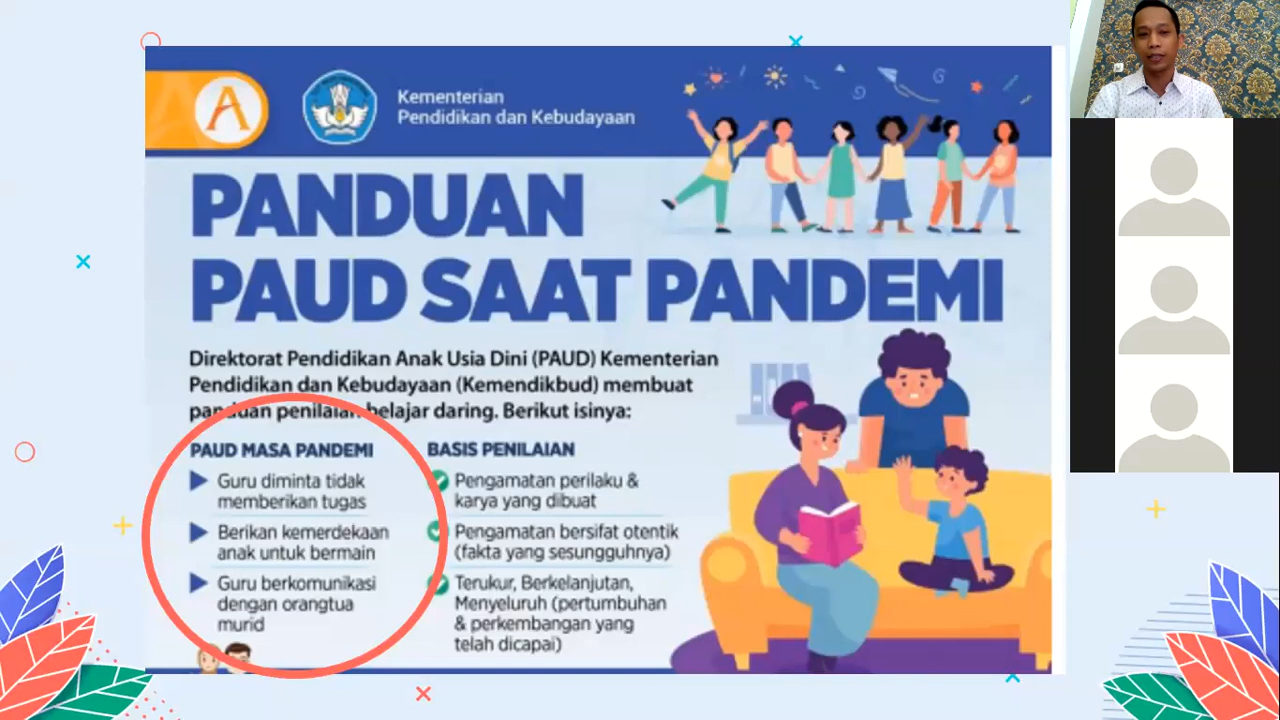 A
Kementerian
Pendidikan dan Kebudayaan
PANDUAN
PAUD SAAT PANDEMI
Direktorat Pendidikan Anak Usia Dini (PAUD) Kementerian
Pendidikan dan Kebudayaan (Kemendikbud) membuat
panduan penilaian belajar daring. Berikut isinya:
PAUD MASA PANDEMI
Guru diminta tidak
memberikan tugas
Berikan kemerdekaan
anak untuk bermain
Guru berkomunikasi
dengan orangtua
murid
BASIS PENILAIAN
Pengamatan perilaku &
karya yang dibuat
Pengamatan bersifat otentik
(fakta yang sesungguhnya)
Terukur, Berkelanjutan,
Menyeluruh (pertumbuhan
& perkembangan yang
telah dicapai)